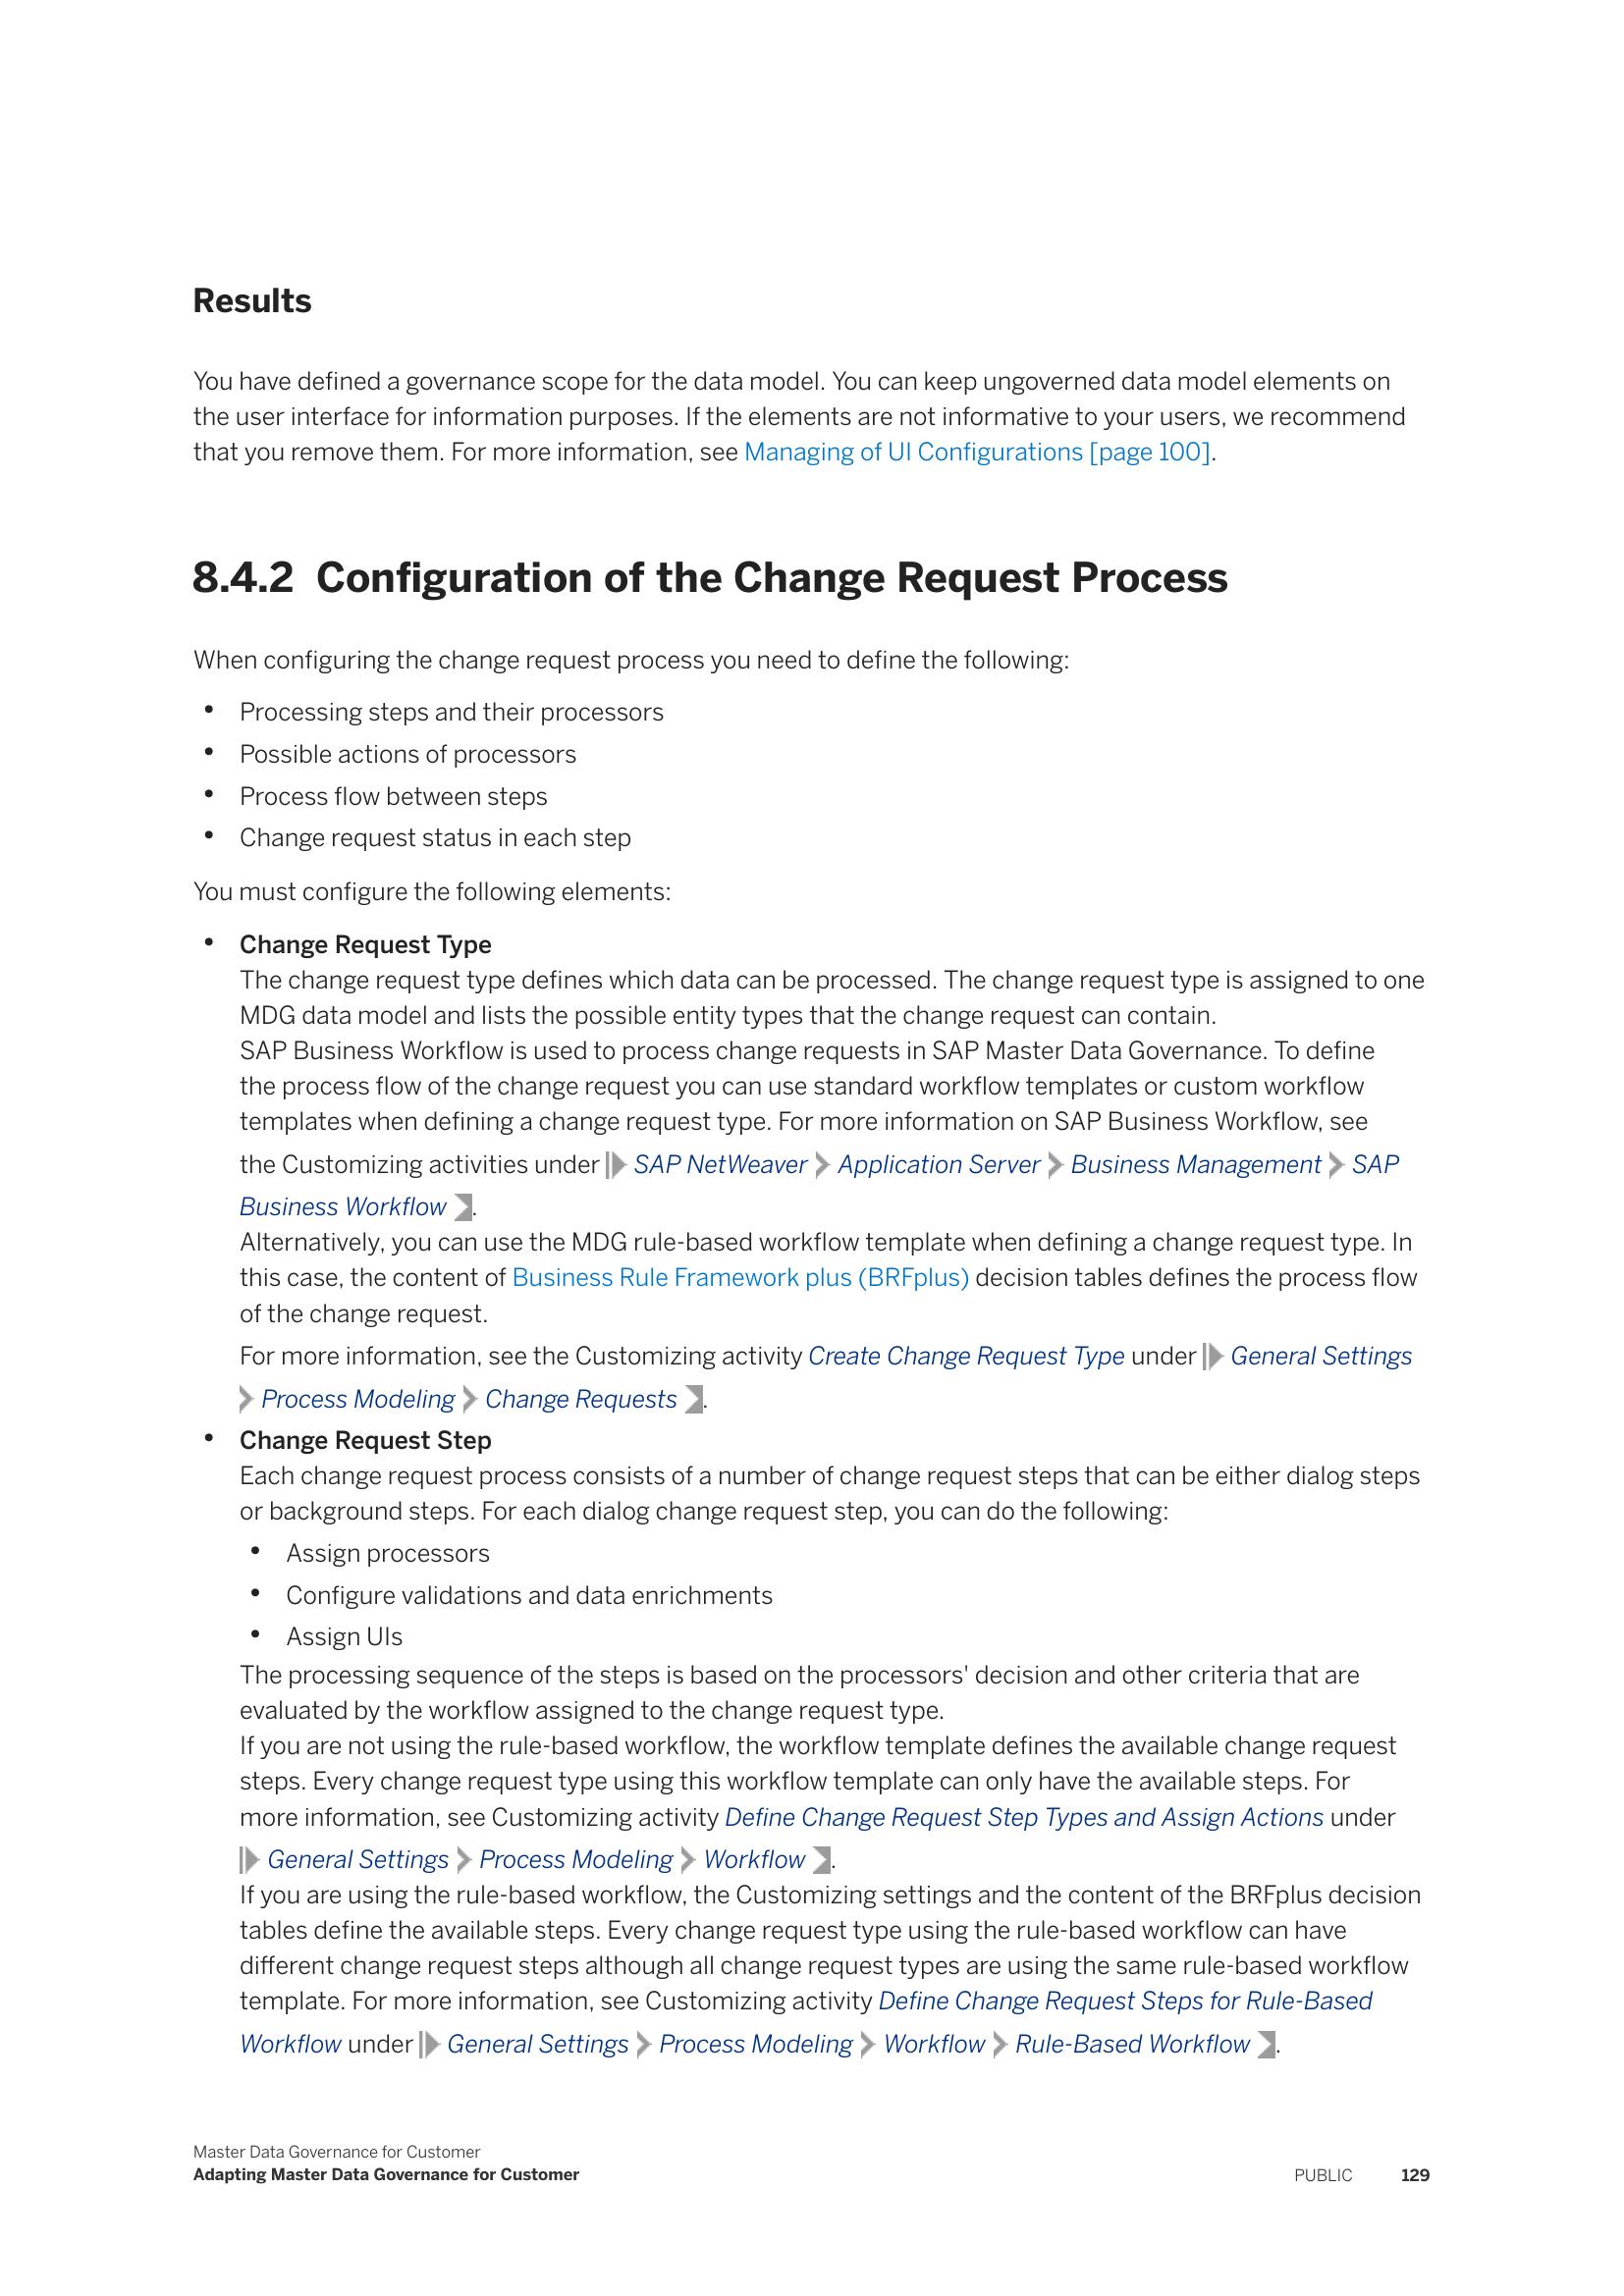 Results
You have defined a governance scope for the data model. You can keep ungoverned data model elements on
the user interface for information purposes. If the elements are not informative to your users, we recommend
that you remove them. For more information, see Managing of UI Configurations [page 100].
8.4.2 Configuration of the Change Request Process
When configuring the change request process you need to define the following:
• Processing steps and their processors
• Possible actions of processors
• Process flow between steps
• Change request status in each step
You must configure the following elements:
• Change Request Type
The change request type defines which data can be processed. The change request type is assigned to one
MDG data model and lists the possible entity types that the change request can contain.
SAP Business Workflow is used to process change requests in SAP Master Data Governance. To define
the process flow of the change request you can use standard workflow templates or custom workflow
templates when defining a change request type. For more information on SAP Business Workflow, see
the Customizing activities under SAP NetWeaver Application Server Business Management SAP
Business Workflow .
Alternatively, you can use the MDG rule-based workflow template when defining a change request type. In
this case, the content of Business Rule Framework plus (BRFplus) decision tables defines the process flow
of the change request.
For more information, see the Customizing activity Create Change Request Type under General Settings
Process Modeling Change Requests .
• Change Request Step
Each change request process consists of a number of change request steps that can be either dialog steps
or background steps. For each dialog change request step, you can do the following:
• Assign processors
• Configure validations and data enrichments
• Assign UIs
The processing sequence of the steps is based on the processors' decision and other criteria that are
evaluated by the workflow assigned to the change request type.
If you are not using the rule-based workflow, the workflow template defines the available change request
steps. Every change request type using this workflow template can only have the available steps. For
more information, see Customizing activity Define Change Request Step Types and Assign Actions under
General Settings Process Modeling Workflow .
If you are using the rule-based workflow, the Customizing settings and the content of the BRFplus decision
tables define the available steps. Every change request type using the rule-based workflow can have
different change request steps although all change request types are using the same rule-based workflow
template. For more information, see Customizing activity Define Change Request Steps for Rule-Based
Workflow under General Settings Process Modeling Workflow Rule-Based Workflow .
Master Data Governance for Customer
Adapting Master Data Governance for Customer PUBLIC 129